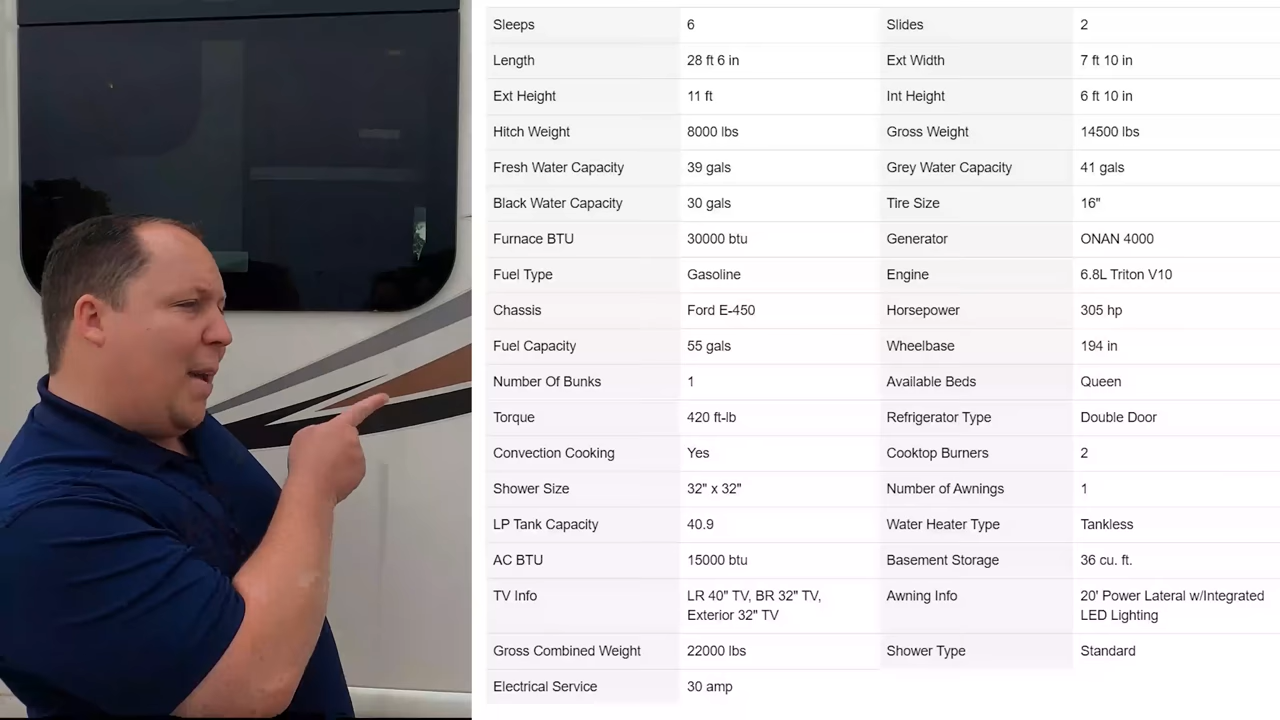 Sleeps 6 Slides 2
Length 28 ft 6 in Ext Width 7 ft 10 in
Ext Height 11 ft Int Height 6 ft 10 in
Hitch Weight 8000 lbs Gross Weight 14500 lbs
Fresh Water Capacity 39 gals Grey Water Capacity 41 gals
Black Water Capacity 30 gals Tire Size 16"
Furnace BTU 30000 btu Generator ONAN 4000
Fuel Type Gasoline Engine 6.8L Triton V10
Chassis Ford E-450 Horsepower 305 hp
Fuel Capacity 55 gals Wheelbase 194 in
Number Of Bunks 1 Available Beds Queen
Torque 420 ft-lb Refrigerator Type Double Door
Convection Cooking Yes Cooktop Burners 2
Shower Size 32" x 32" Number of Awnings 1
LP Tank Capacity 40.9 Water Heater Type Tankless
AC BTU 15000 btu Basement Storage 36 cu. ft.
TV Info LR 40" TV, BR 32" TV, Awning Info 20' Power Lateral w/Integrated
Exterior 32" TV LED Lighting
Gross Combined Weight 22000 lbs Shower Type Standard
Electrical Service 30 amp